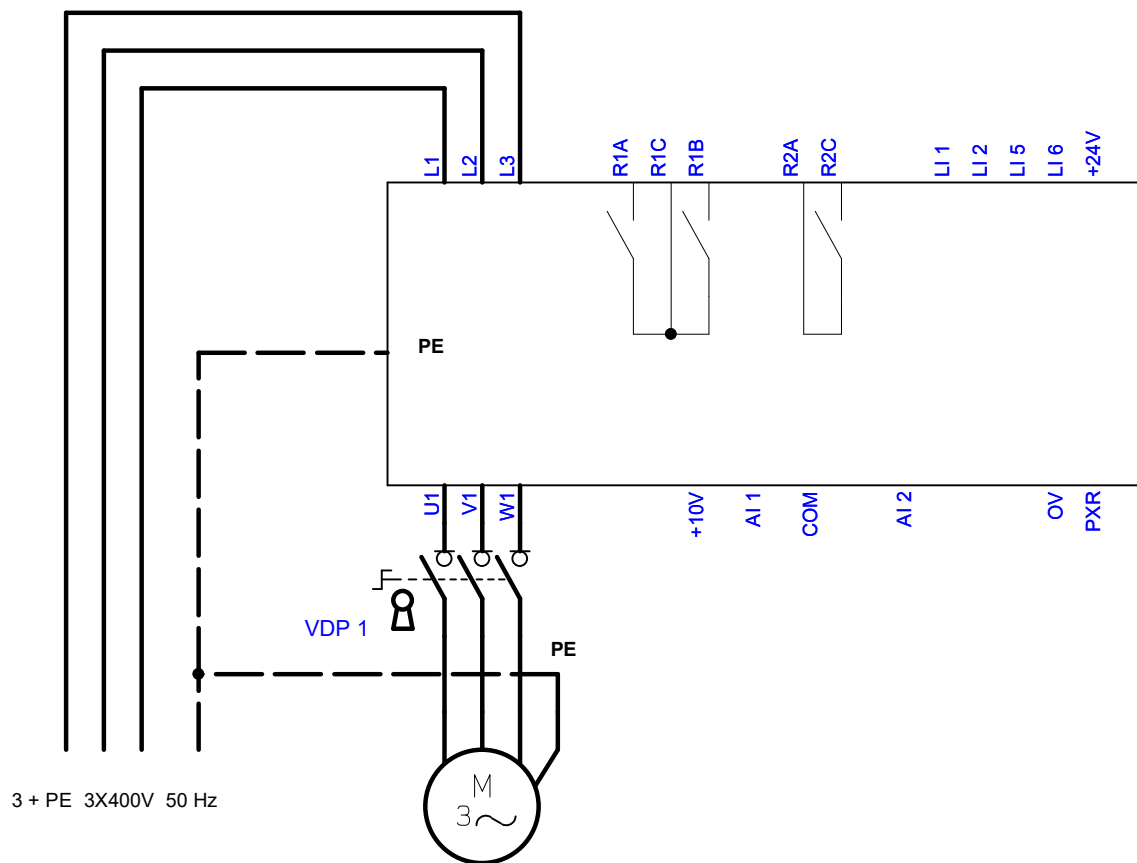 L1
L2
L3
R1A
R1C
R1B
R2A
R2C
LI 1
LI 2
LI 5
LI 6
+24V
PE
U1
V1
W1
+10V
AI 1
COM
AI 2
OV
PXR
VDP 1
PE
M
3
3 + PE 3X400V 50 Hz